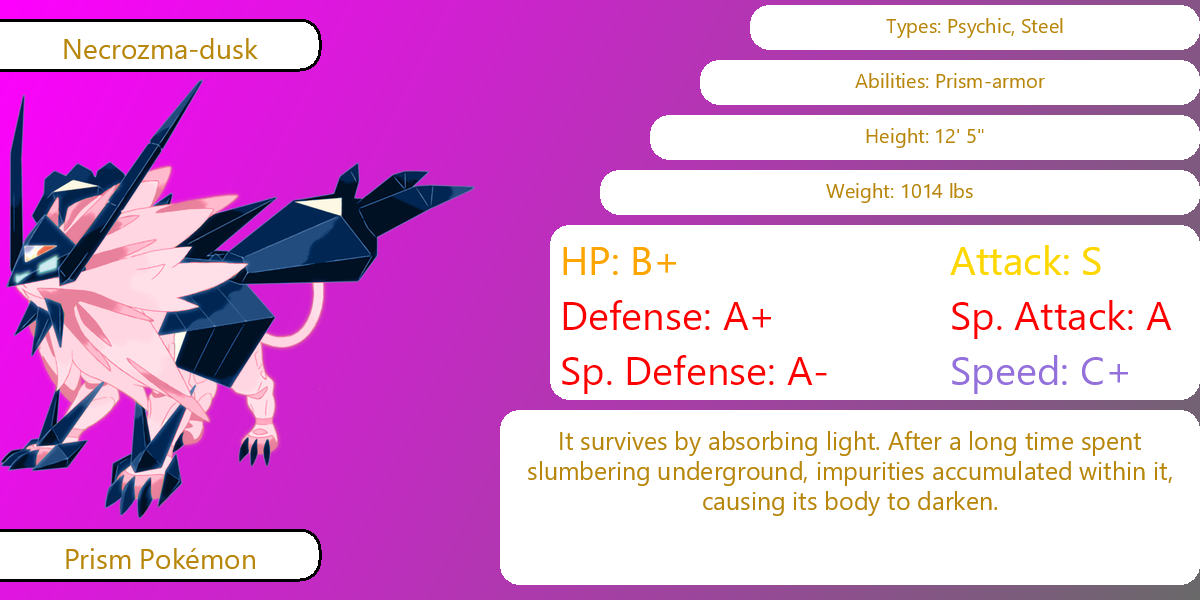 Necrozma-dusk
Types: Psychic, Steel
Abilities: Prism-armor
Height: 12' 5"
Weight: 1014 lbs
HP: B+
Attack: S
Defense: A+
Sp. Attack: A
Sp. Defense: A-
Speed: C+
It survives by absorbing light. After a long time spent
slumbering underground, impurities accumulated within it,
causing its body to darken.
Prism Pokémon